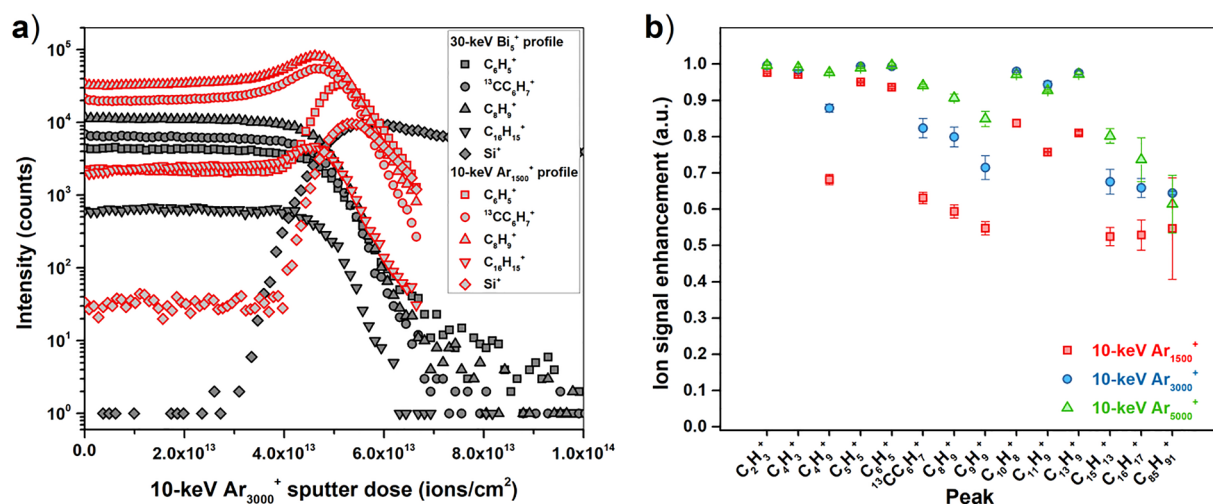 a)
Intensity (counts)
10⁵
10⁴
10³
10²
10¹
10⁰
0.0
2.0x10¹³
4.0x10¹³
6.0x10¹³
8.0x10¹³
1.0x10¹⁴
10-keV Ar₃₀₀₀⁺ sputter dose (ions/cm²)
30-keV Bi₅⁺ profile
C₆H₅⁺
¹³CC₆H₇⁺
C₈H₉⁺
C₁₆H₁₅⁺
Si⁺
10-keV Ar₁₅₀₀⁺ profile
C₆H₅⁺
¹³CC₆H₇⁺
C₈H₉⁺
C₁₆H₁₅⁺
Si⁺
b)
Ion signal enhancement (a.u.)
1.0
0.9
0.8
0.7
0.6
0.5
0.4
0.3
0.2
0.1
0.0
10-keV Ar₁₅₀₀⁺
10-keV Ar₃₀₀₀⁺
10-keV Ar₅₀₀₀⁺
C₂H₃⁺
C₄H₃⁺
C₄H₉⁺
C₅H₅⁺
C₆H₅⁺
¹³CC₆H₇⁺
C₈H₉⁺
C₉H₉⁺
C₁₀H₈⁺
C₁₁H₉⁺
C₁₃H₉⁺
C₁₅H₁₃⁺
C₁₆H₁₇⁺
C₈₅H₉₁⁺
Peak